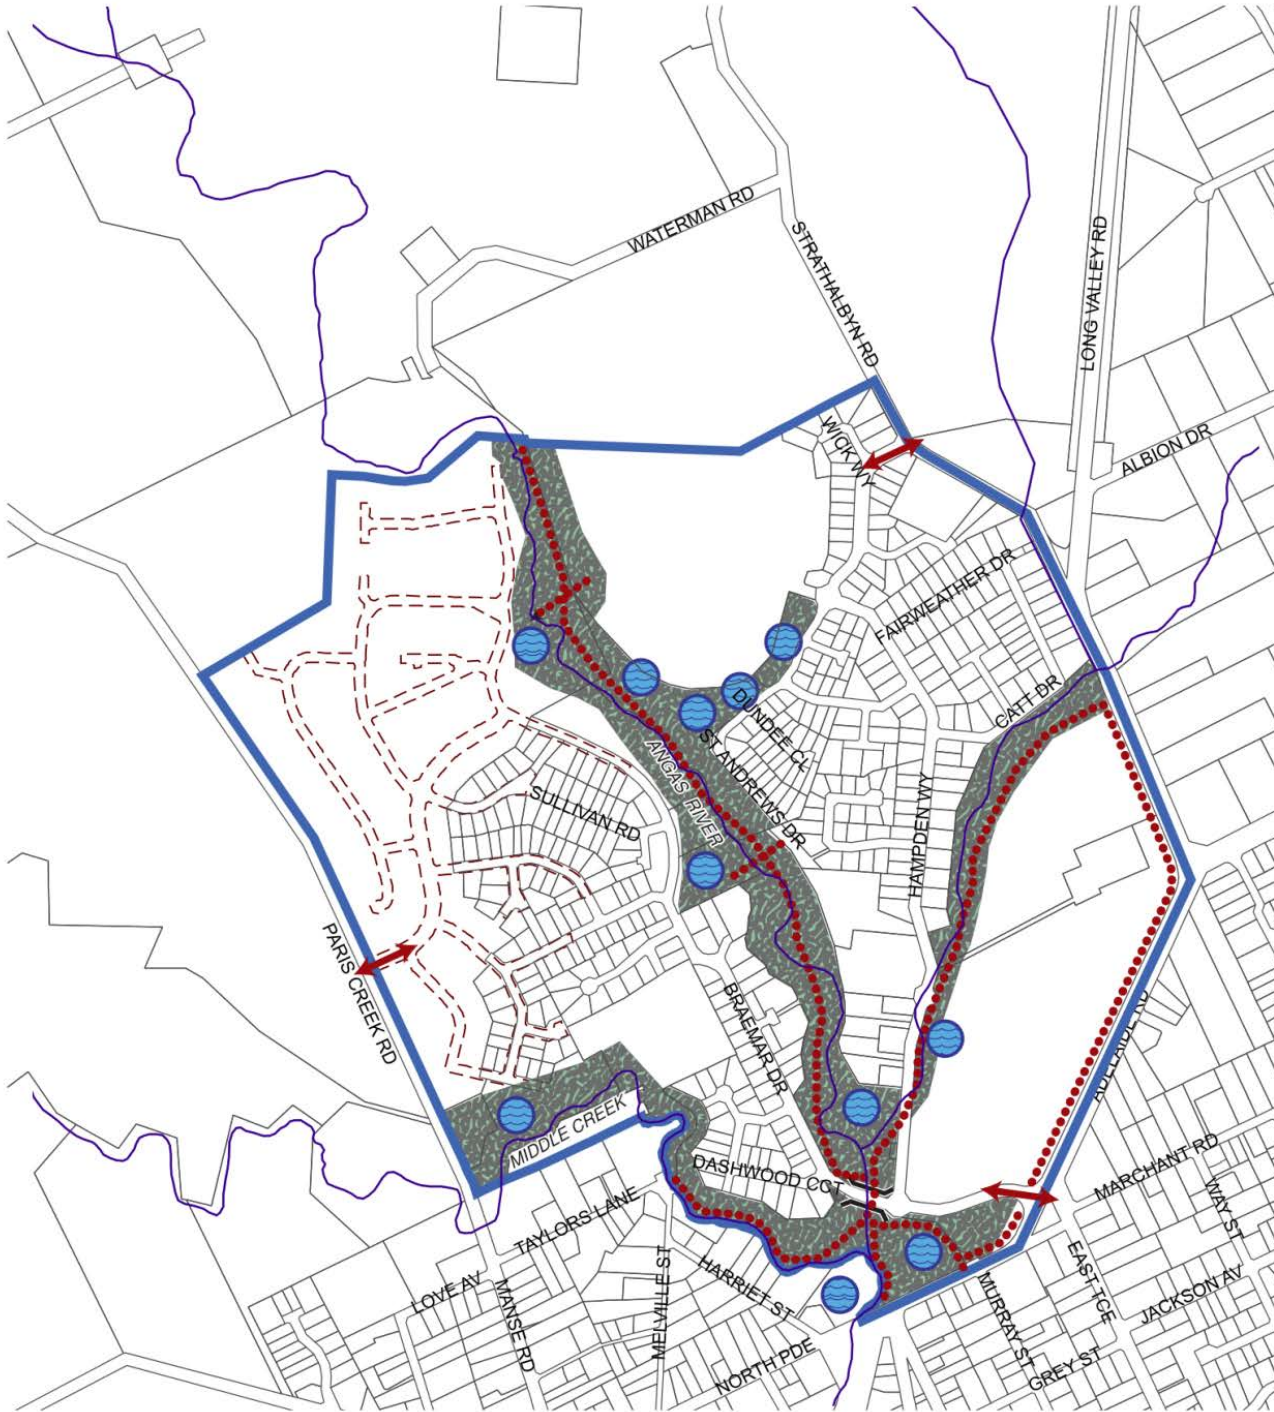 WATERMAN RD
STRATHALBYN RD
LONG VALLEY RD
ALBION DR
WICK WY
FAIRWEATHER DR
CATT DR
DUNDEE CL
ST ANDREWS DR
ANGAS RIVER
SULLIVAN RD
HAMPDEN WY
PARIS CREEK RD
BRAEMAR DR
ADELAIDE RD
MIDDLE CREEK
DASHWOOD CCT
MARCHANT RD
WAY ST
TAYLORS LANE
LOVE AV
MANSE RD
MELVILLE ST
HARRIET ST
NORTH PDE
MURRAY ST
EAST TCE
JACKSON AV
GREY ST